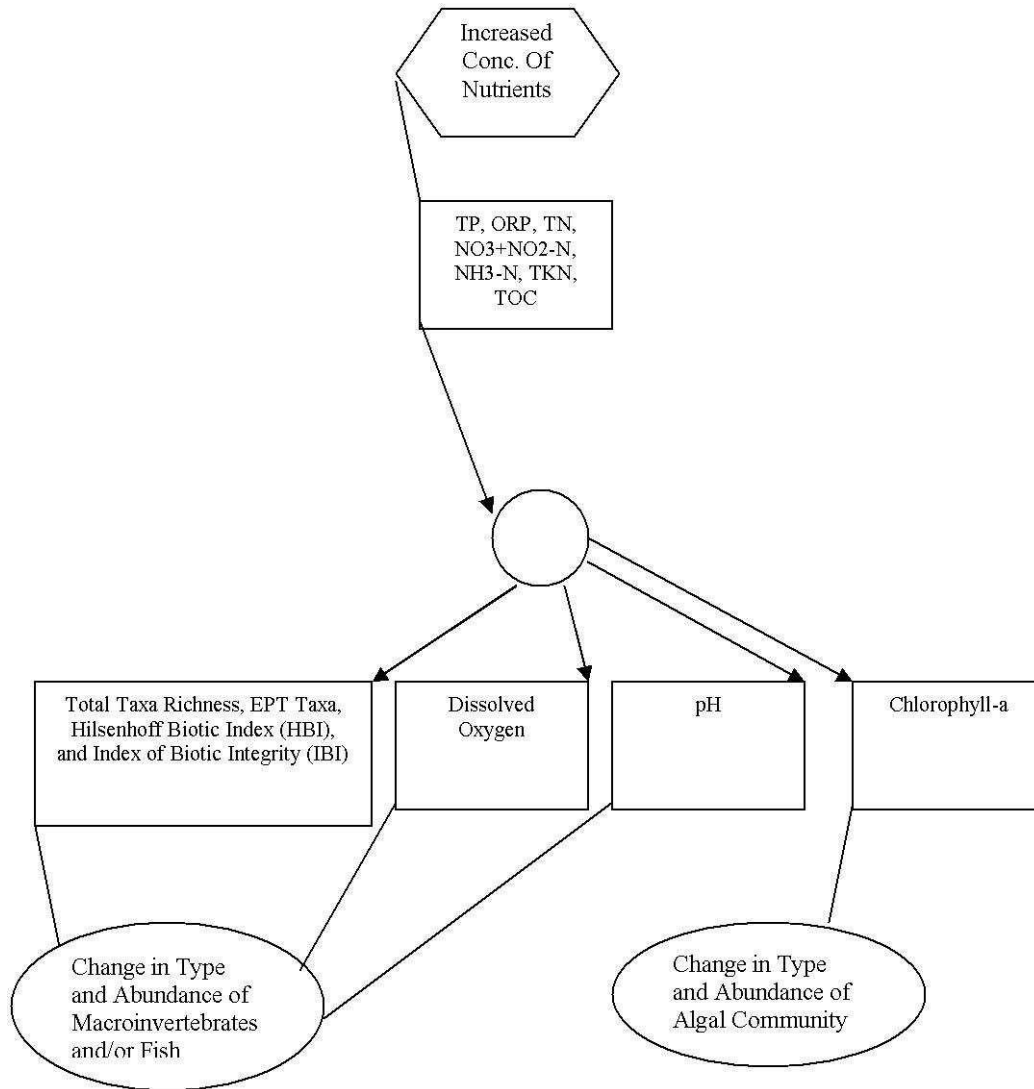 Increased
Conc. Of
Nutrients
TP, ORP, TN,
NO3+NO2-N,
NH3-N, TKN,
TOC
Total Taxa Richness, EPT Taxa,
Hilsenhoff Biotic Index (HBI),
and Index of Biotic Integrity (IBI)
Dissolved
Oxygen
pH
Chlorophyll-a
Change in Type
and Abundance of
Macroinvertebrates
and/or Fish
Change in Type
and Abundance of
Algal Community